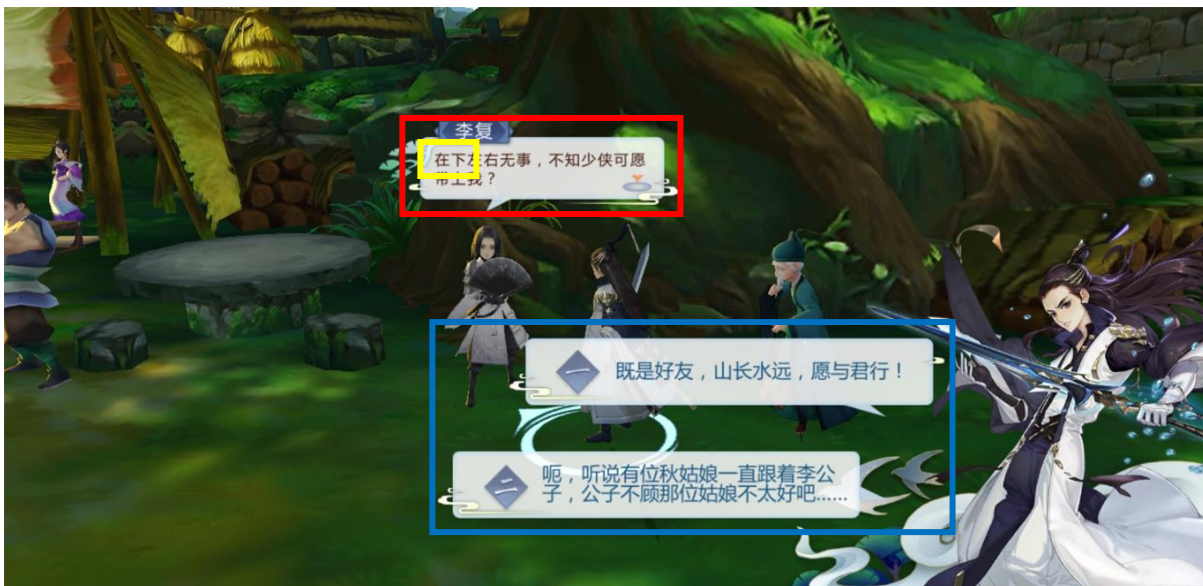 李复
在下左右无事，不知少侠可愿
带上我？
一
既是好友，山长水远，愿与君行！
二
呃，听说有位秋姑娘一直跟着李公
子，公子不顾那位姑娘不太好吧……